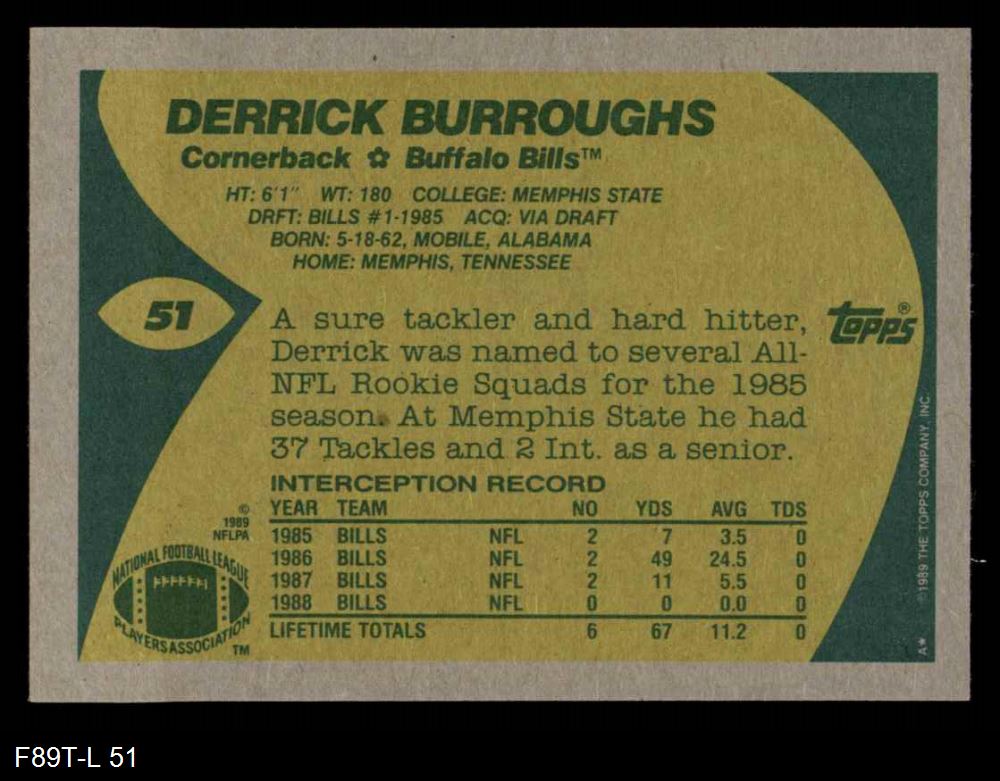 DERRICK BURROUGHS
Cornerback ✿ Buffalo Bills™
HT: 6'1" WT: 180 COLLEGE: MEMPHIS STATE
DRFT: BILLS #1-1985 ACQ: VIA DRAFT
BORN: 5-18-62, MOBILE, ALABAMA
HOME: MEMPHIS, TENNESSEE
51
topps®
A sure tackler and hard hitter,
Derrick was named to several All-
NFL Rookie Squads for the 1985
season. At Memphis State he had
37 Tackles and 2 Int. as a senior.
INTERCEPTION RECORD
YEAR TEAM NO YDS AVG TDS
1985 BILLS NFL 2 7 3.5 0
1986 BILLS NFL 2 49 24.5 0
1987 BILLS NFL 2 11 5.5 0
1988 BILLS NFL 0 0 0.0 0
LIFETIME TOTALS 6 67 11.2 0
©
1989
NFLPA
NATIONAL FOOTBALL LEAGUE
PLAYERS ASSOCIATION
TM
A* ©1989 THE TOPPS COMPANY, INC.
F89T-L 51